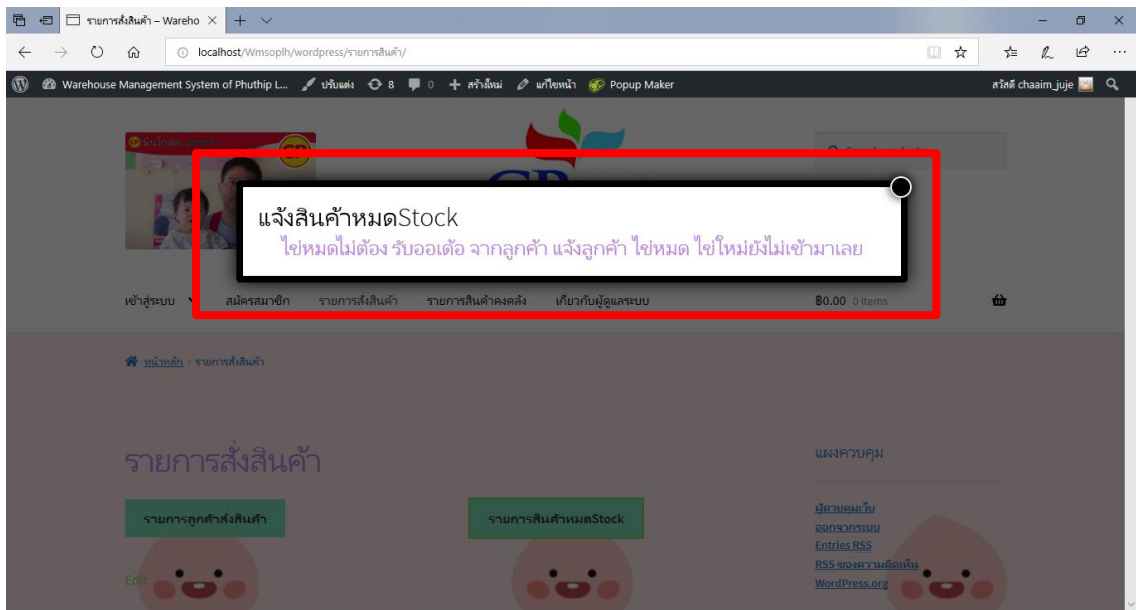 รายการสั่งสินค้า – Wareho
localhost/Wmsoplh/wordpress/รายการสินค้า/
Warehouse Management System of Phuthip L... ปรับแต่ง 8 0 สร้างใหม่ แก้ไขหน้า Popup Maker สวัสดี chaaim_juje
CP
แจ้งสินค้าหมดStock
ไข่หมดไม่ต้อง รับออเด้อ จากลูกค้า แจ้งลูกค้า ไข่หมด ไข่ใหม่ยังไม่เข้ามาเลย
เข้าสู่ระบบ สมัครสมาชิก รายการสั่งสินค้า รายการสินค้าคงคลัง เกี่ยวกับผู้ดูแลระบบ ฿0.00 0 items
หน้าหลัก › รายการสั่งสินค้า
รายการสั่งสินค้า
แผงควบคุม
รายการลูกค้าสั่งสินค้า
รายการสินค้าหมดStock
ผู้ควบคุมเว็บ
ออกจากระบบ
Entries RSS
RSS ของความคิดเห็น
WordPress.org
Edit